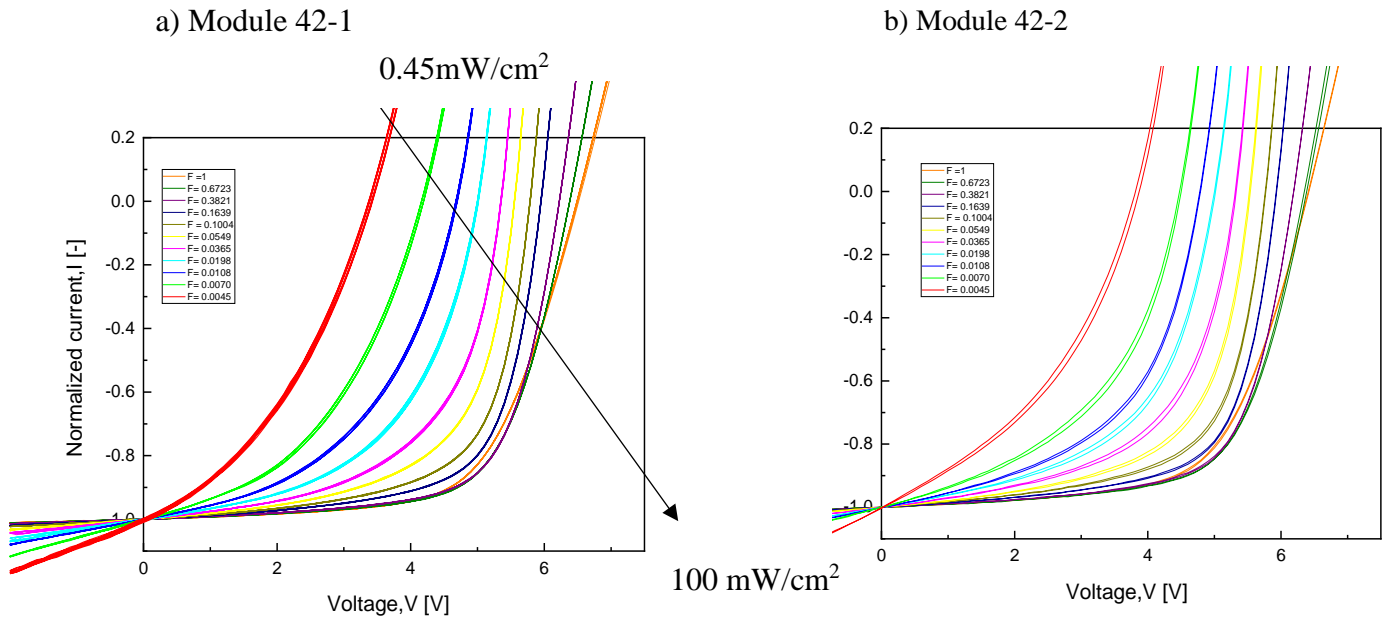 a) Module 42-1
b) Module 42-2
0.45mW/cm²
0.2
0.0
-0.2
-0.4
-0.6
-0.8
-1.0
Normalized current,I [-]
F =1
F= 0.6723
F= 0.3821
F= 0.1639
F= 0.1004
F= 0.0549
F= 0.0365
F= 0.0198
F= 0.0108
F= 0.0070
F= 0.0045
0 2 4 6
Voltage,V [V]
100 mW/cm²
0.2
0.0
-0.2
-0.4
-0.6
-0.8
-1.0
F =1
F= 0.6723
F= 0.3821
F= 0.1639
F= 0.1004
F= 0.0549
F= 0.0365
F= 0.0198
F= 0.0108
F= 0.0070
F= 0.0045
0 2 4 6
Voltage,V [V]